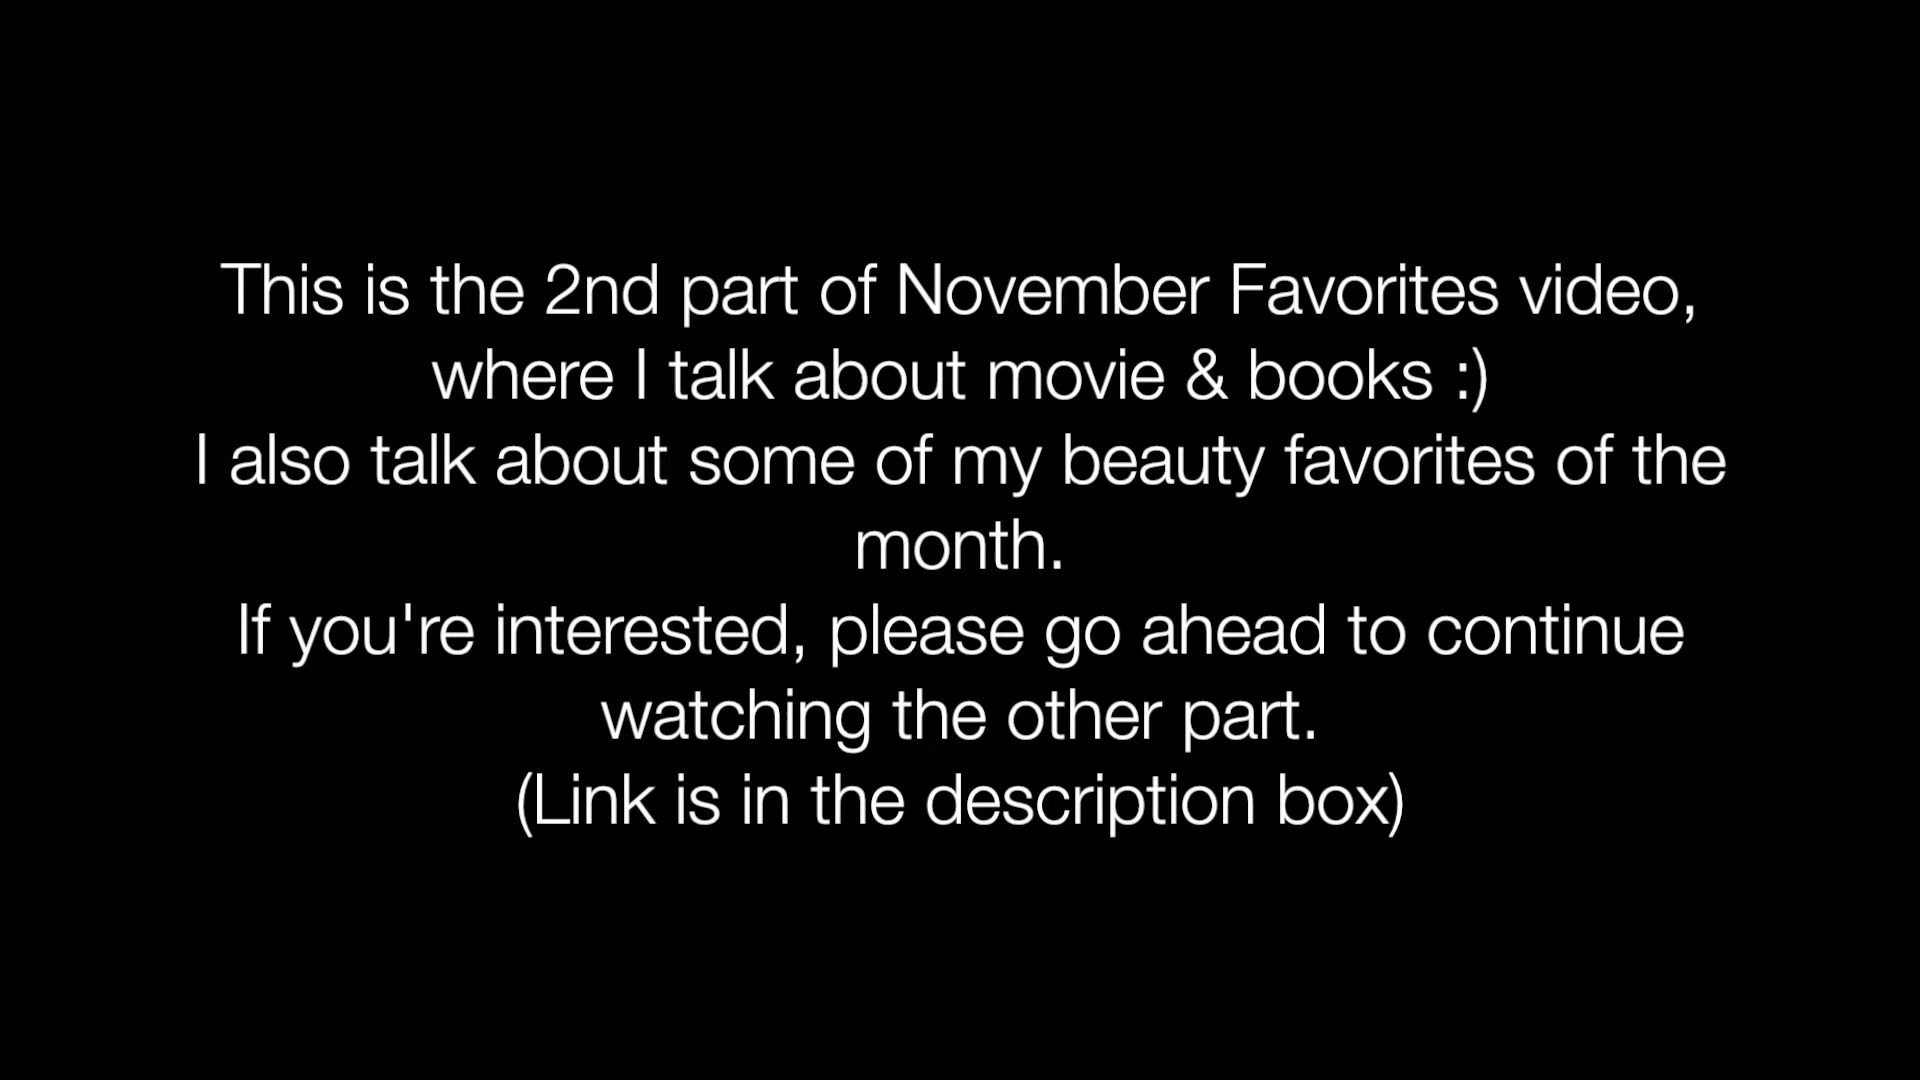 This is the 2nd part of November Favorites video,
where I talk about movie & books :)
I also talk about some of my beauty favorites of the
month.
If you're interested, please go ahead to continue
watching the other part.
(Link is in the description box)